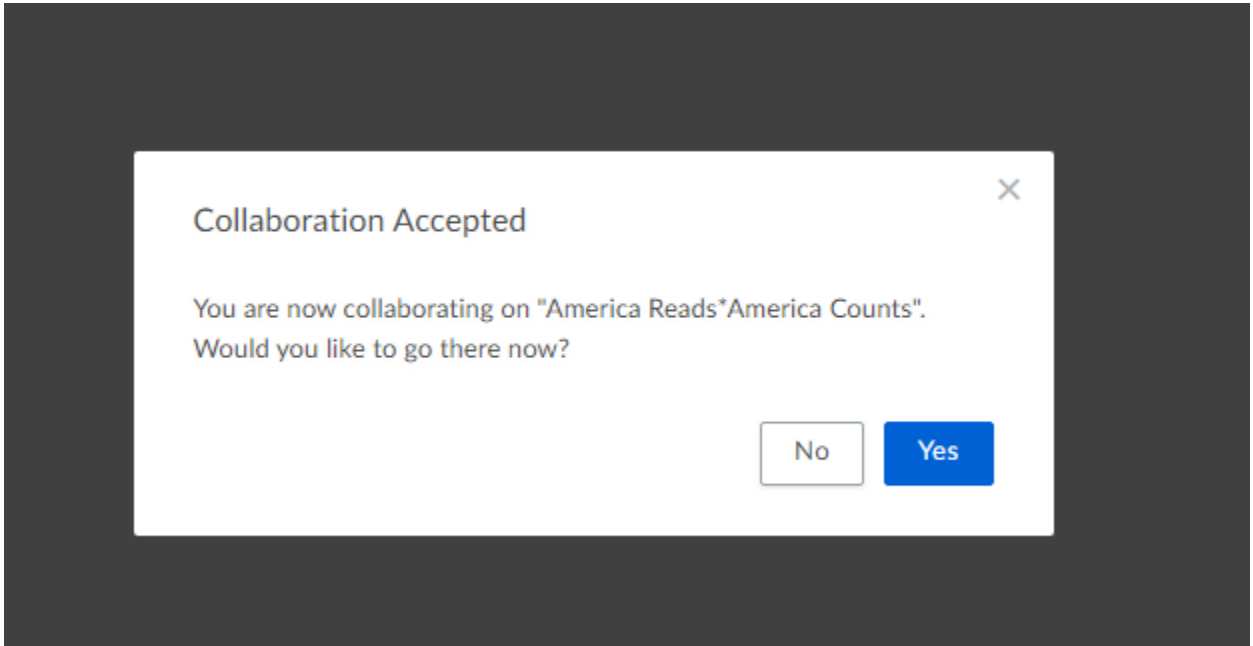 Collaboration Accepted
You are now collaborating on "America Reads*America Counts".
Would you like to go there now?
No Yes